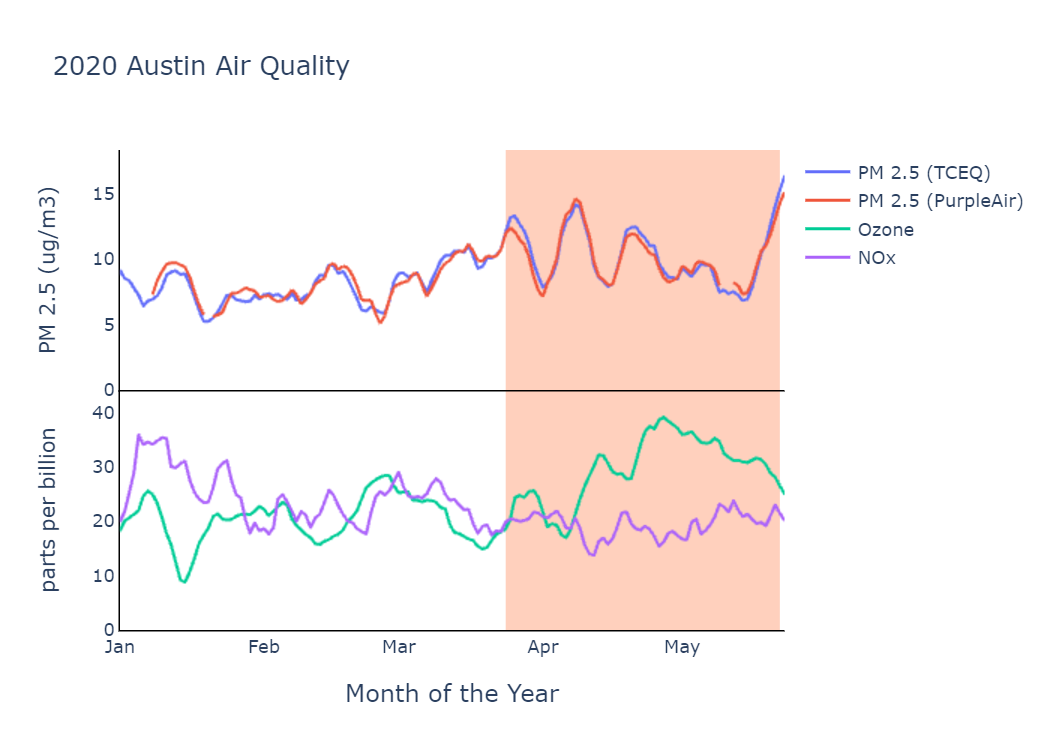 2020 Austin Air Quality
PM 2.5 (ug/m3)
15
10
5
0
PM 2.5 (TCEQ)
PM 2.5 (PurpleAir)
Ozone
NOx
parts per billion
40
30
20
10
0
Jan Feb Mar Apr May
Month of the Year